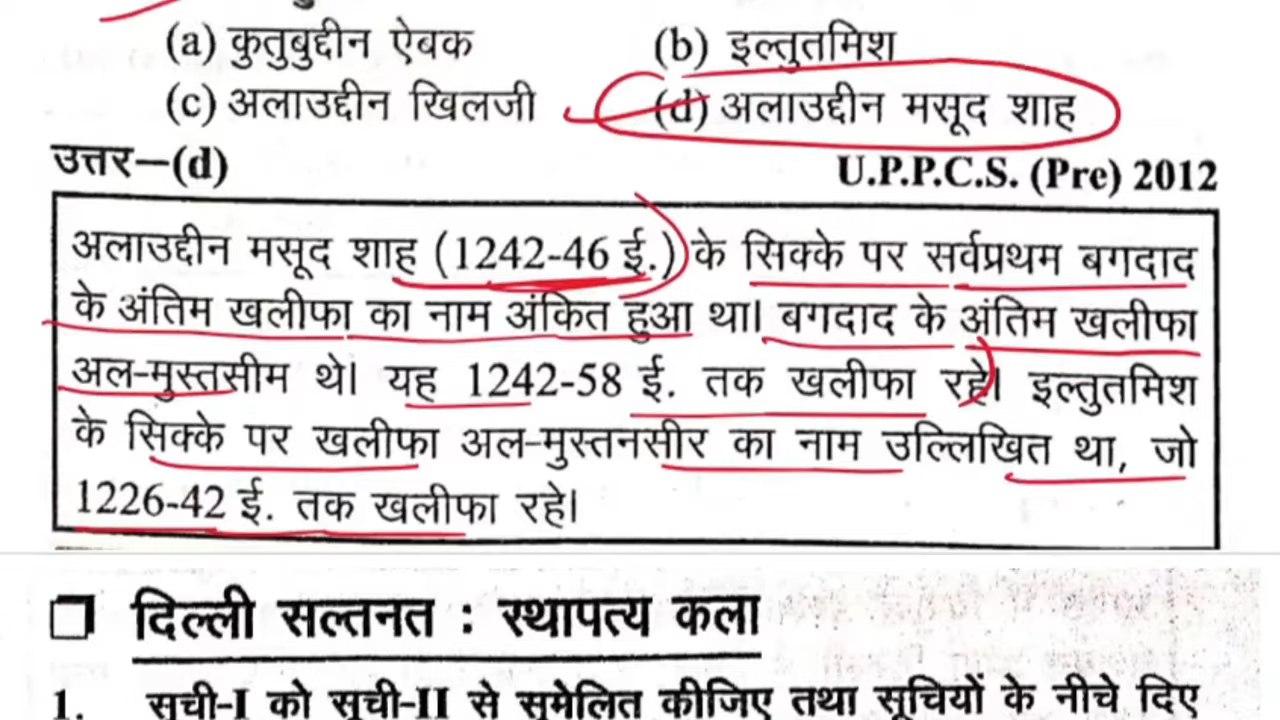 (a) कुतुबुद्दीन ऐबक (b) इल्तुतमिश
(c) अलाउद्दीन खिलजी (d) अलाउद्दीन मसूद शाह
उत्तर—(d) U.P.P.C.S. (Pre) 2012
अलाउद्दीन मसूद शाह (1242-46 ई.) के सिक्के पर सर्वप्रथम बगदाद
के अंतिम खलीफा का नाम अंकित हुआ था। बगदाद के अंतिम खलीफा
अल-मुस्तसीम थे। यह 1242-58 ई. तक खलीफा रहे। इल्तुतमिश
के सिक्के पर खलीफा अल-मुस्तनसीर का नाम उल्लिखित था, जो
1226-42 ई. तक खलीफा रहे।
दिल्ली सल्तनत : स्थापत्य कला
1. सूची-I को सूची-II से सुमेलित कीजिए तथा सूचियों के नीचे दिए